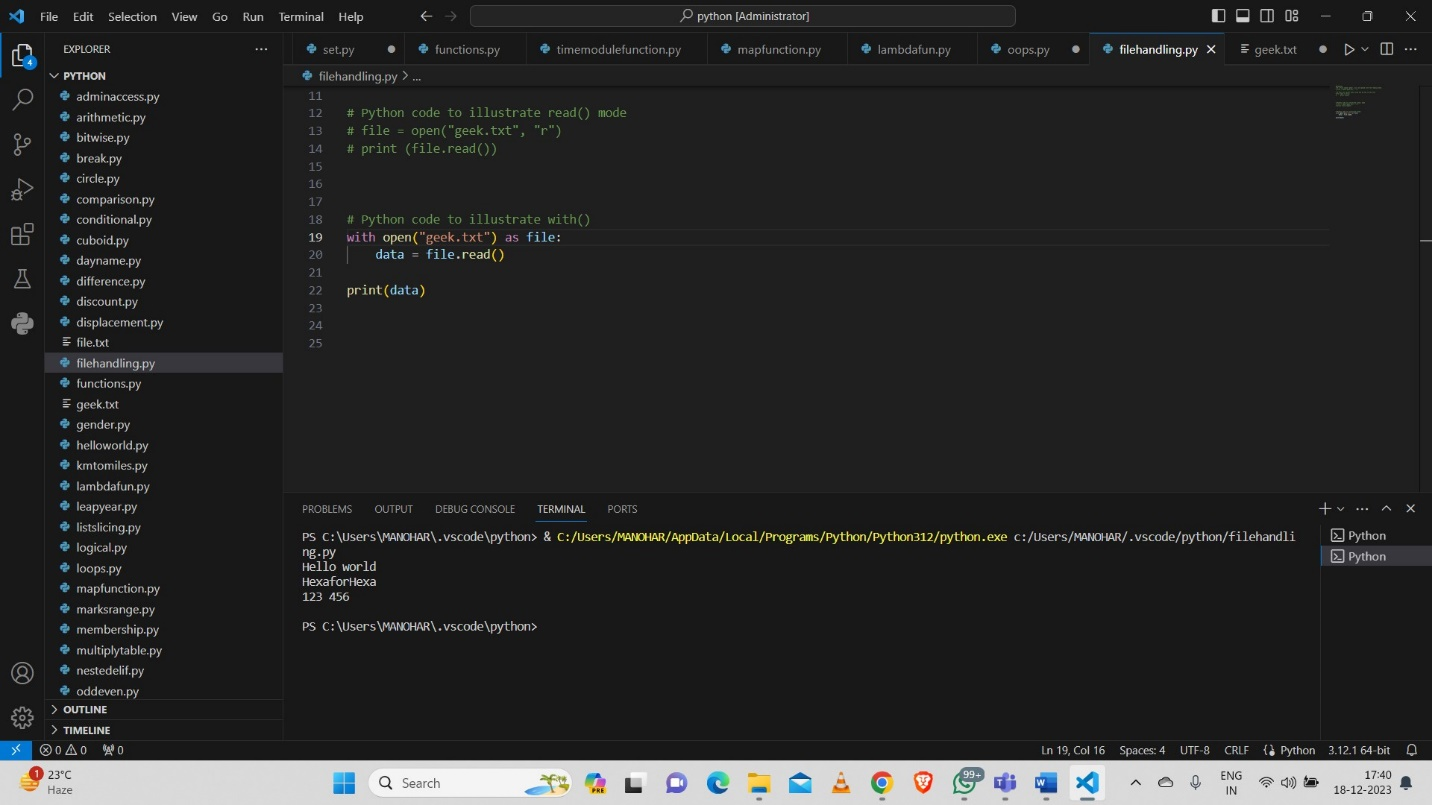 File Edit Selection View Go Run Terminal Help
python [Administrator]
EXPLORER
PYTHON
adminaccess.py
arithmetic.py
bitwise.py
break.py
circle.py
comparison.py
conditional.py
cuboid.py
dayname.py
difference.py
discount.py
displacement.py
file.txt
filehandling.py
functions.py
geek.txt
gender.py
helloworld.py
kmtomiles.py
lambdafun.py
leapyear.py
listslicing.py
logical.py
loops.py
mapfunction.py
marksrange.py
membership.py
multiplytable.py
nestedelif.py
oddeven.py
OUTLINE
TIMELINE
4
set.py functions.py timemodulefunction.py mapfunction.py lambdafun.py oops.py filehandling.py geek.txt
filehandling.py > ...
11
12 # Python code to illustrate read() mode
13 # file = open("geek.txt", "r")
14 # print (file.read())
15
16
17
18 # Python code to illustrate with()
19 with open("geek.txt") as file:
20 data = file.read()
21
22 print(data)
23
24
25
PROBLEMS OUTPUT DEBUG CONSOLE TERMINAL PORTS
PS C:\Users\MANOHAR\.vscode\python> & C:/Users/MANOHAR/AppData/Local/Programs/Python/Python312/python.exe c:/Users/MANOHAR/.vscode/python/filehandli
ng.py
Hello world
HexaforHexa
123 456
PS C:\Users\MANOHAR\.vscode\python>
Python
Python
0 0 0 Ln 19, Col 16 Spaces: 4 UTF-8 CRLF Python 3.12.1 64-bit
1
23°C
Haze
Search
PRE
99+
ENG
IN
17:40
18-12-2023